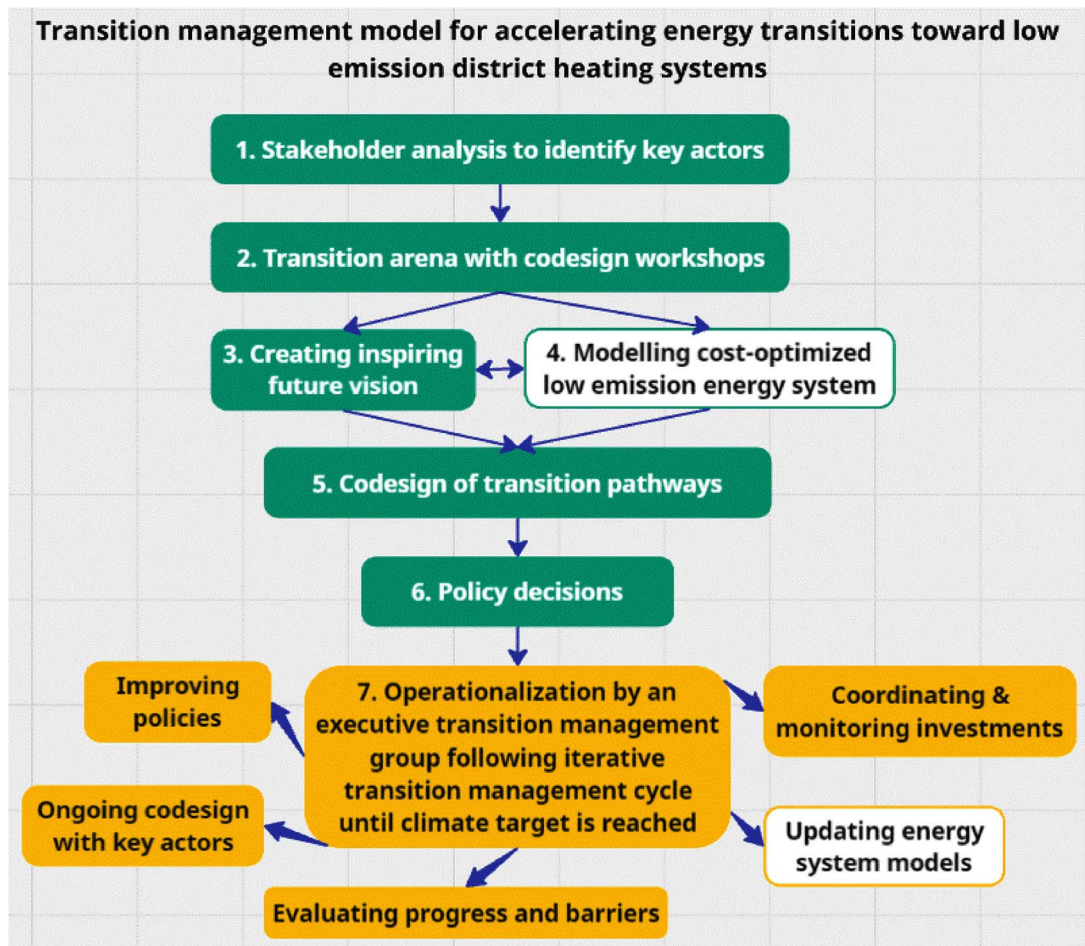 Transition management model for accelerating energy transitions toward low
emission district heating systems
1. Stakeholder analysis to identify key actors
2. Transition arena with codesign workshops
3. Creating inspiring
future vision
4. Modelling cost-optimized
low emission energy system
5. Codesign of transition pathways
6. Policy decisions
7. Operationalization by an
executive transition management
group following iterative
transition management cycle
until climate target is reached
Improving
policies
Coordinating &
monitoring investments
Ongoing codesign
with key actors
Updating energy
system models
Evaluating progress and barriers